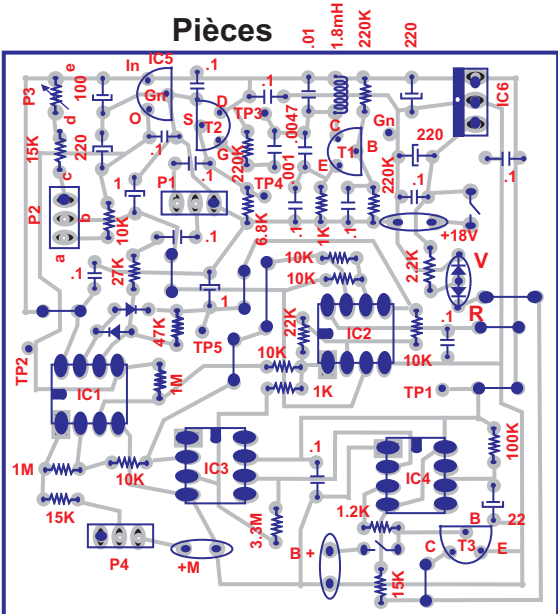 Pièces
.01
1.8mH
220K
220
e
In
IC5
.1
100
P3
Gn
D
.1
IC6
d
O
S
T2
TP3
.0047
C
Gn
15K
220
.1
G
220K
.001
T1
B
220
E
c
.1
.1
P2
1
P1
TP4
220K
.1
b
10K
6.8K
.1
1K
.1
+18V
a
.1
27K
10K
2.2K
V
.1
1
10K
R
47K
TP5
22K
IC2
.1
TP2
10K
10K
IC1
1M
1K
TP1
1M
10K
IC3
.1
IC4
100K
15K
3.3M
1.2K
22
B
P4
+M
B +
C
T3
E
15K